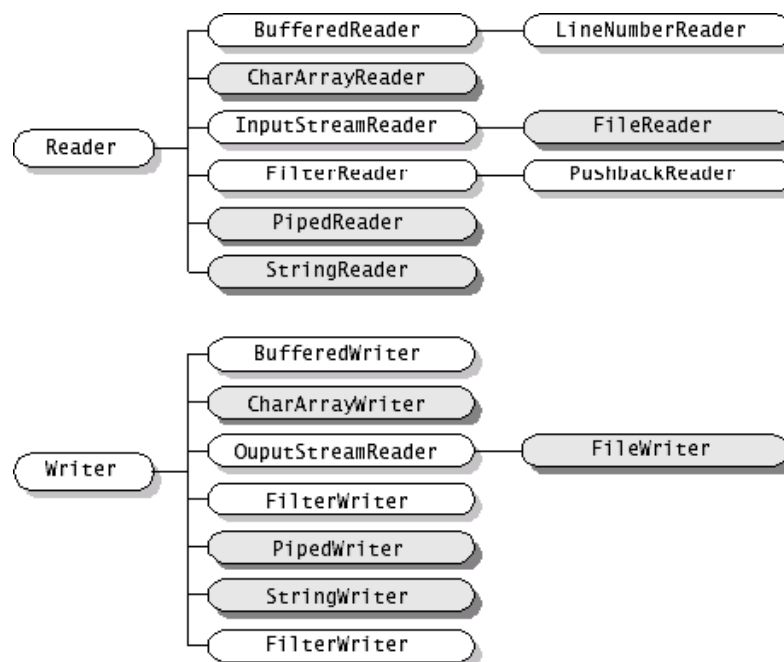 BufferedReader
LineNumberReader
CharArrayReader
InputStreamReader
FileReader
Reader
FilterReader
PushbackReader
PipedReader
StringReader
BufferedWriter
CharArrayWriter
OuputStreamReader
FileWriter
Writer
FilterWriter
PipedWriter
StringWriter
FilterWriter